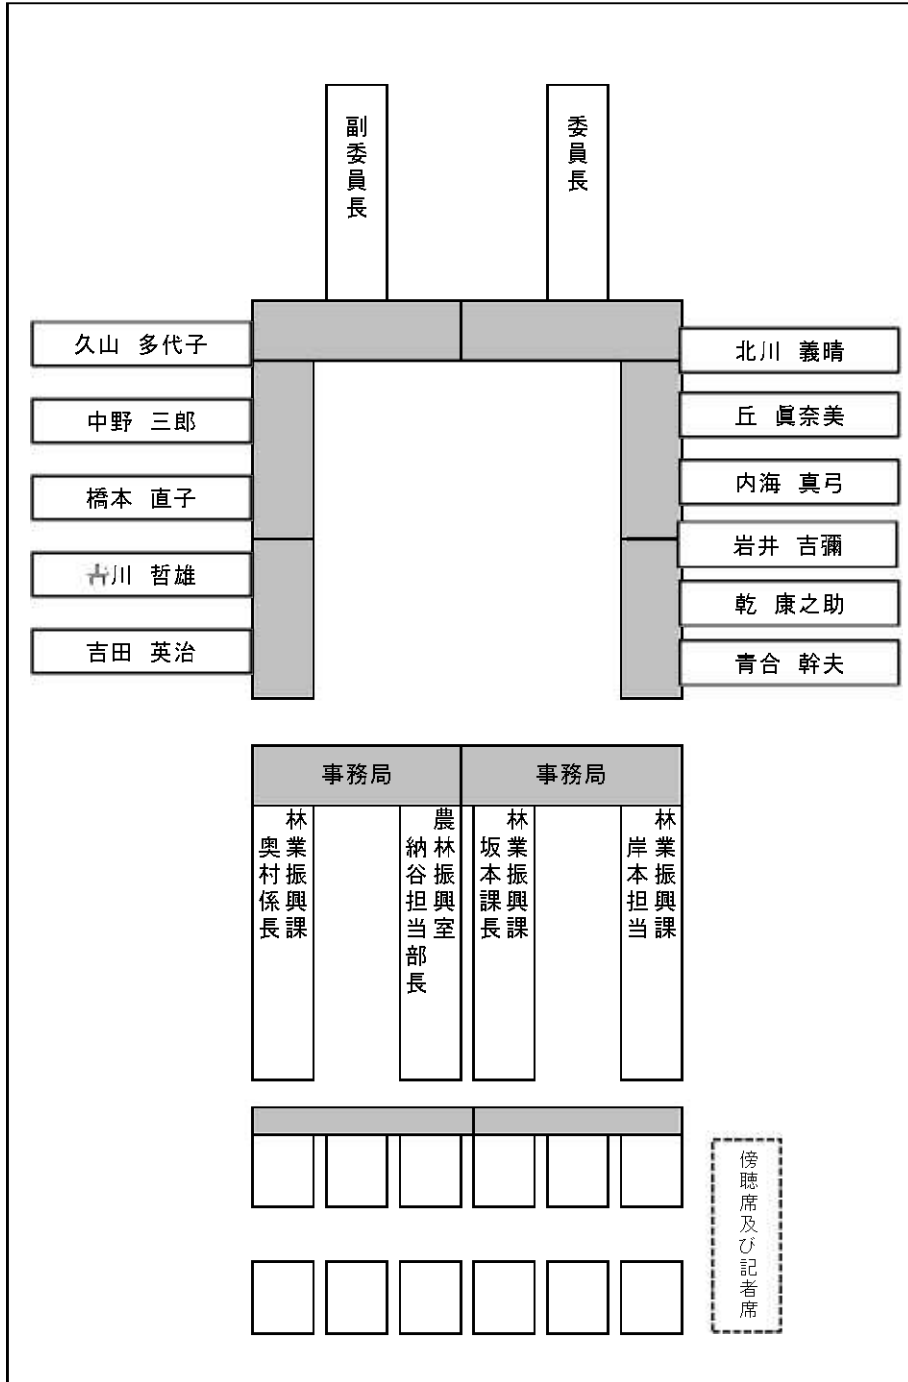 副委員長
委員長
久山 多代子
中野 三郎
橋本 直子
川 哲雄
吉田 英治
北川 義晴
丘 眞奈美
内海 真弓
岩井 吉彌
乾 康之助
青合 幹夫
事務局
事務局
林業振興課
奥村係長
農林振興室
納谷担当部長
林業振興課
坂本課長
林業振興課
岸本担当
傍聴席及び記者席